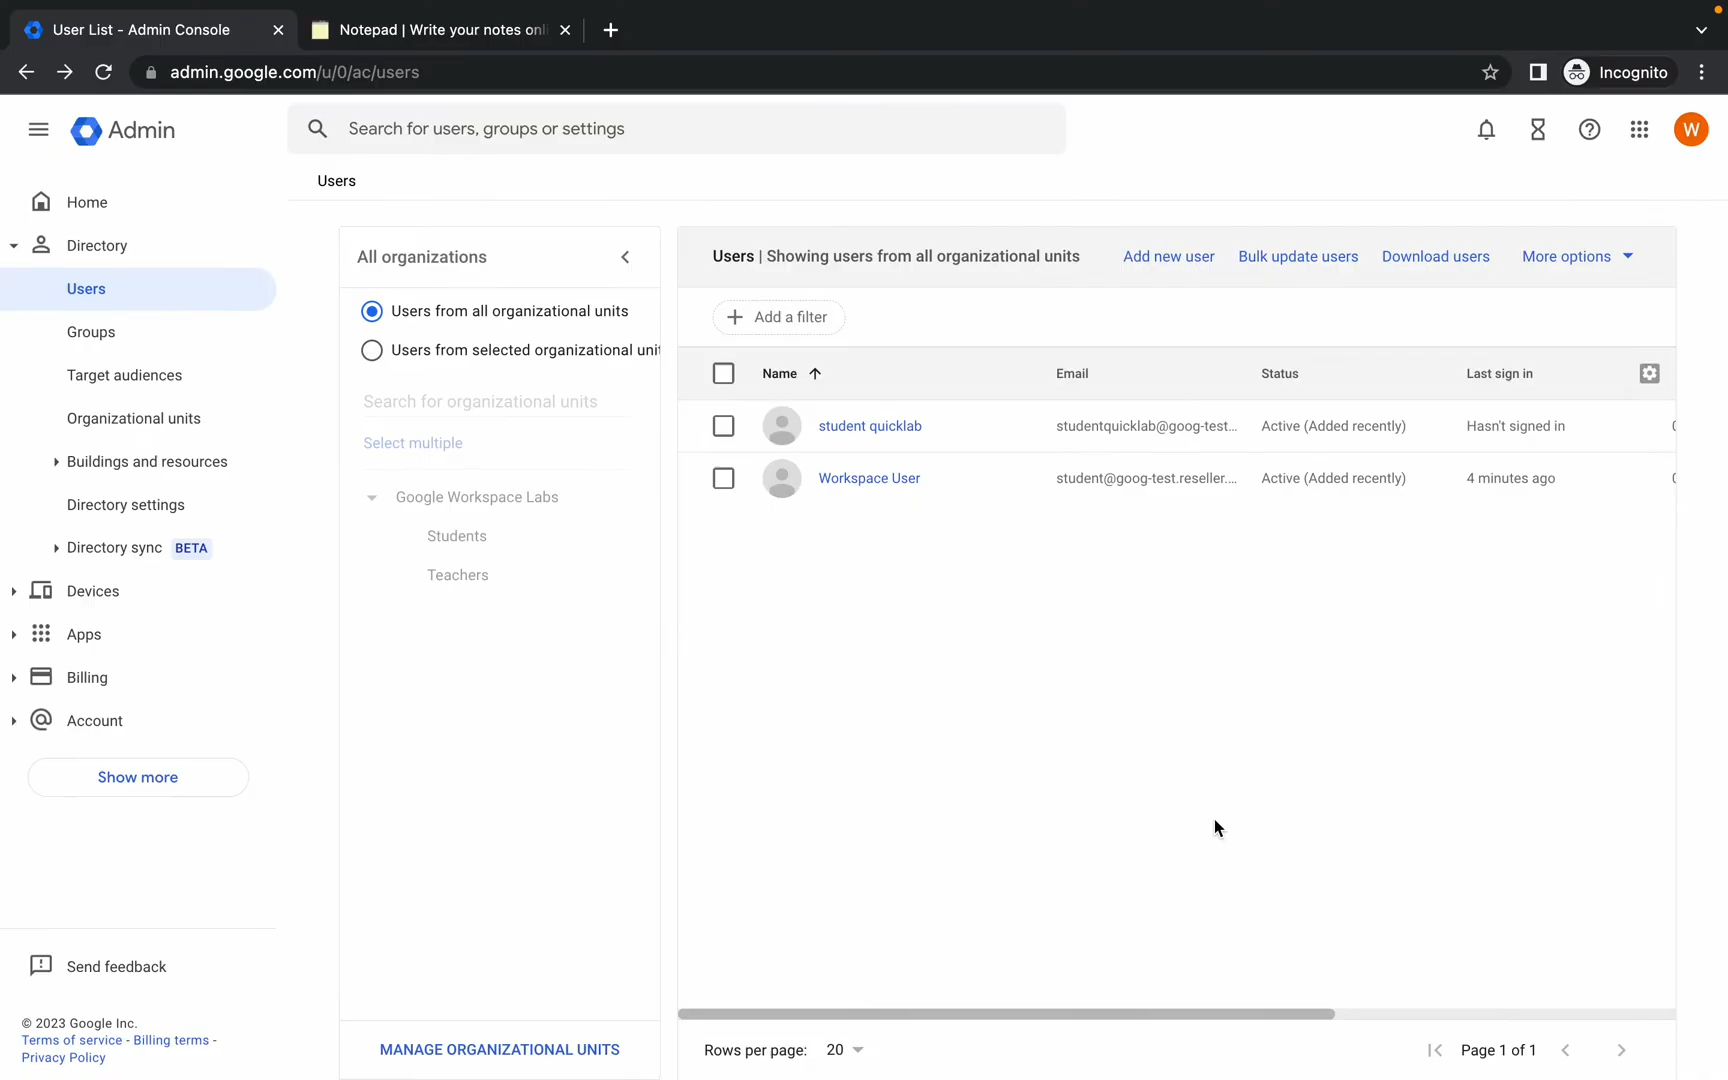 User List - Admin Console
Notepad | Write your notes onli
admin.google.com/u/0/ac/users
Incognito
Admin
Search for users, groups or settings
W
Users
Home
Directory
Users
Groups
Target audiences
Organizational units
Buildings and resources
Directory settings
Directory sync BETA
Devices
Apps
Billing
Account
Show more
Send feedback
© 2023 Google Inc.
Terms of service - Billing terms -
Privacy Policy
All organizations
Users from all organizational units
Users from selected organizational unit
Search for organizational units
Select multiple
Google Workspace Labs
Students
Teachers
MANAGE ORGANIZATIONAL UNITS
Users | Showing users from all organizational units
Add new user
Bulk update users
Download users
More options
Add a filter
Name Email Status Last sign in
student quicklab studentquicklab@goog-test... Active (Added recently) Hasn't signed in
Workspace User student@goog-test.reseller.... Active (Added recently) 4 minutes ago
Rows per page: 20
Page 1 of 1